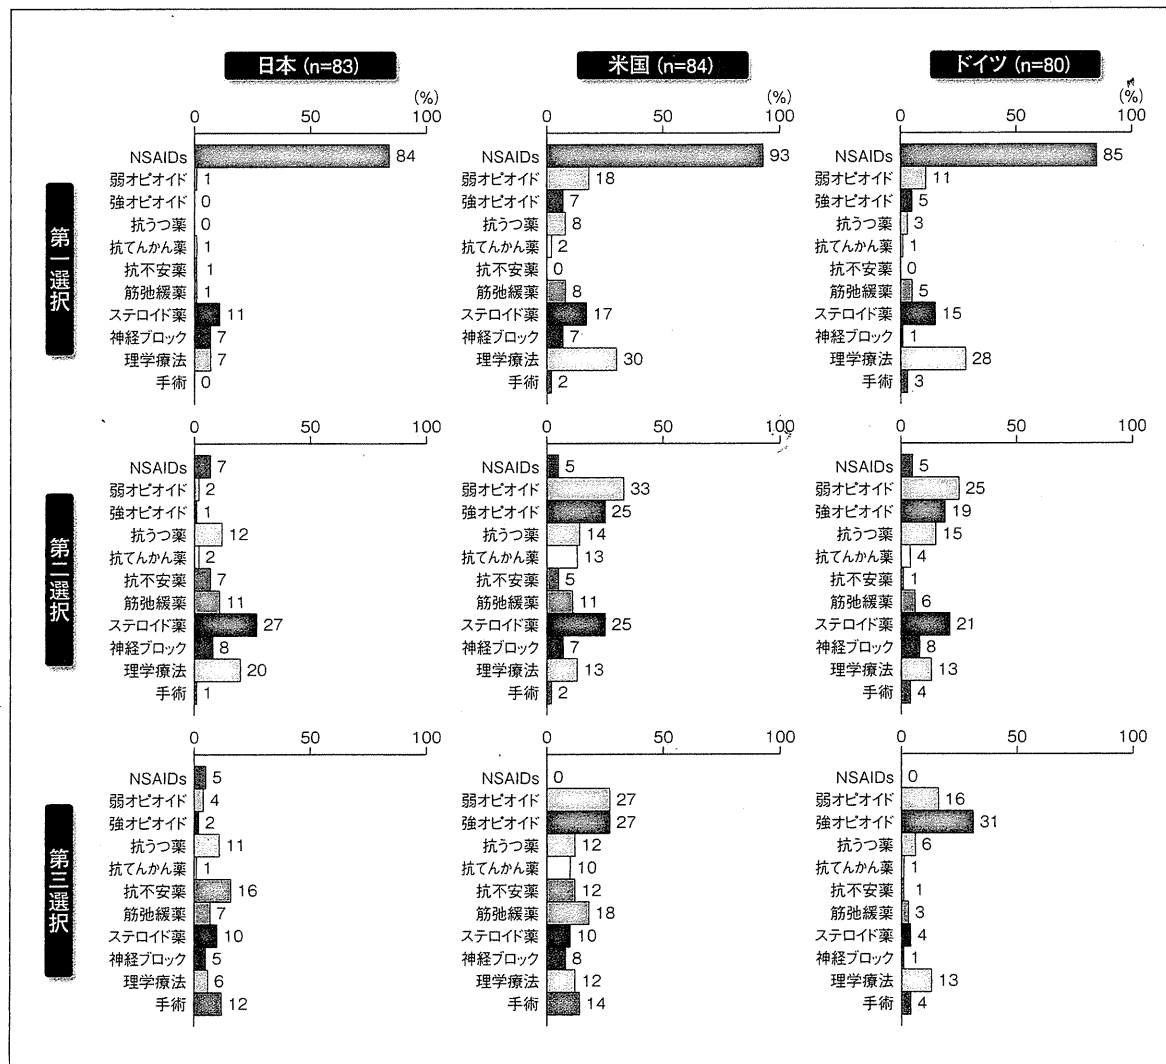 日本 (n=83) 米国 (n=84) ドイツ (n=80)
(%) (%) (%)
0 50 100 0 50 100 0 50 100
第一選択
NSAIDs 84 NSAIDs 93 NSAIDs 85
弱オピオイド 1 弱オピオイド 18 弱オピオイド 11
強オピオイド 0 強オピオイド 7 強オピオイド 5
抗うつ薬 0 抗うつ薬 8 抗うつ薬 3
抗てんかん薬 1 抗てんかん薬 2 抗てんかん薬 1
抗不安薬 1 抗不安薬 0 抗不安薬 0
筋弛緩薬 1 筋弛緩薬 8 筋弛緩薬 5
ステロイド薬 11 ステロイド薬 17 ステロイド薬 15
神経ブロック 7 神経ブロック 7 神経ブロック 1
理学療法 7 理学療法 30 理学療法 28
手術 0 手術 2 手術 3
0 50 100 0 50 100 0 50 100
第二選択
NSAIDs 7 NSAIDs 5 NSAIDs 5
弱オピオイド 2 弱オピオイド 33 弱オピオイド 25
強オピオイド 1 強オピオイド 25 強オピオイド 19
抗うつ薬 12 抗うつ薬 14 抗うつ薬 15
抗てんかん薬 2 抗てんかん薬 13 抗てんかん薬 4
抗不安薬 7 抗不安薬 5 抗不安薬 1
筋弛緩薬 11 筋弛緩薬 11 筋弛緩薬 6
ステロイド薬 27 ステロイド薬 25 ステロイド薬 21
神経ブロック 8 神経ブロック 7 神経ブロック 8
理学療法 20 理学療法 13 理学療法 13
手術 1 手術 2 手術 4
0 50 100 0 50 100 0 50 100
第三選択
NSAIDs 5 NSAIDs 0 NSAIDs 0
弱オピオイド 4 弱オピオイド 27 弱オピオイド 16
強オピオイド 2 強オピオイド 27 強オピオイド 31
抗うつ薬 11 抗うつ薬 12 抗うつ薬 6
抗てんかん薬 1 抗てんかん薬 10 抗てんかん薬 1
抗不安薬 16 抗不安薬 12 抗不安薬 1
筋弛緩薬 7 筋弛緩薬 18 筋弛緩薬 3
ステロイド薬 10 ステロイド薬 10 ステロイド薬 4
神経ブロック 5 神経ブロック 8 神経ブロック 1
理学療法 6 理学療法 12 理学療法 13
手術 12 手術 14 手術 4